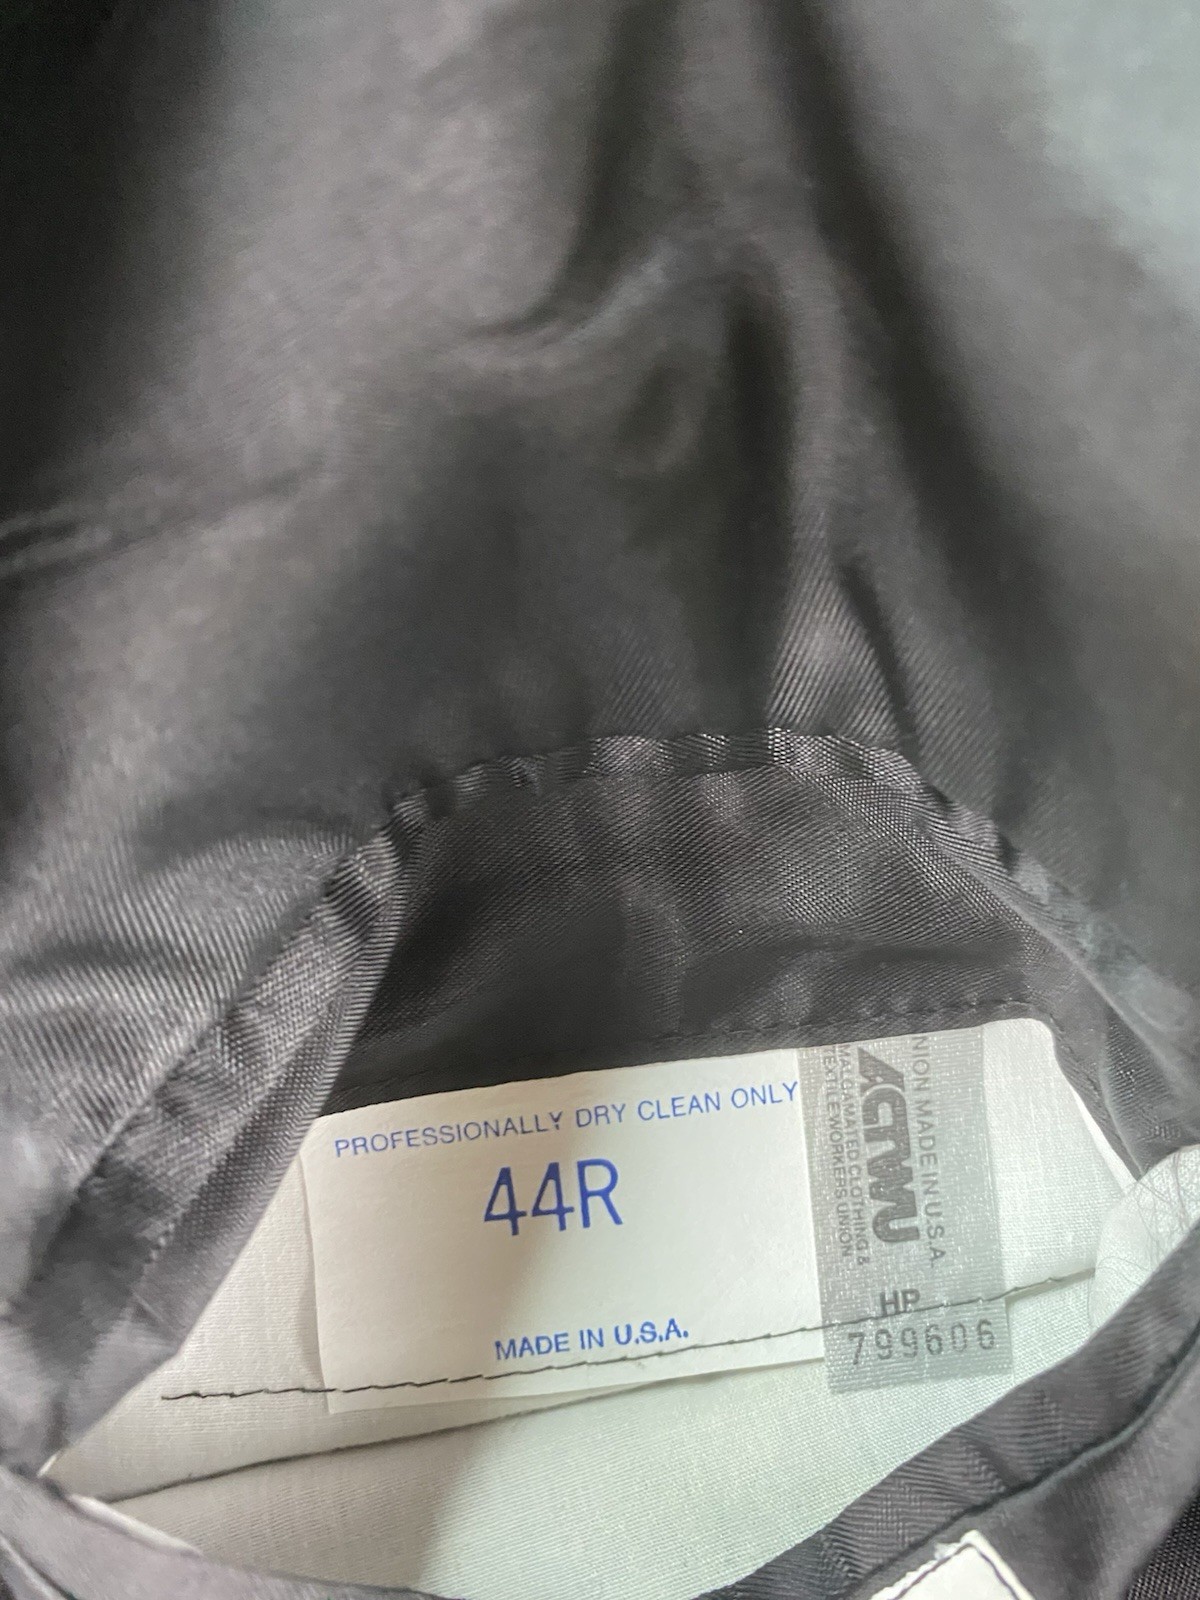 PROFESSIONALLY DRY CLEAN ONLY
44R
MADE IN U.S.A.
UNION MADE IN U.S.A.
ACTWU
AMALGAMATED CLOTHING &
TEXTILE WORKERS UNION
HP
799606